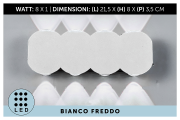 WATT: 8 X 1 | DIMENSIONI: (L) 21,5 X (H) 8 X (P) 3,5 CM
LED
BIANCO FREDDO